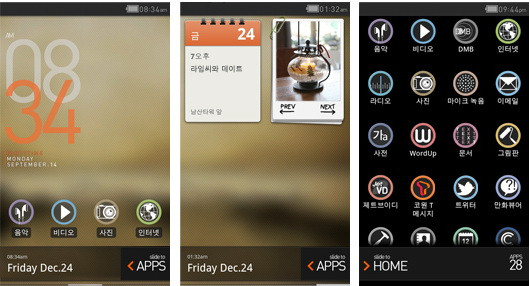 08:34am
AM
08
34
MONDAY
SEPTEMBER.14
음악
비디오
사진
인터넷
08:34am
Friday Dec.24
slide to
APPS
01:32am
금
24
7오후
라임씨와 데이트
남산타워 앞
PREV
NEXT
01:32am
Friday Dec.24
slide to
APPS
09:44pm
음악
비디오
DMB
인터넷
라디오
사진
마이크 녹음
이메일
사전
WordUp
문서
그림판
제트브이디
코원 T
메시지
트위터
만화뷰어
slide to
HOME
APPS
28